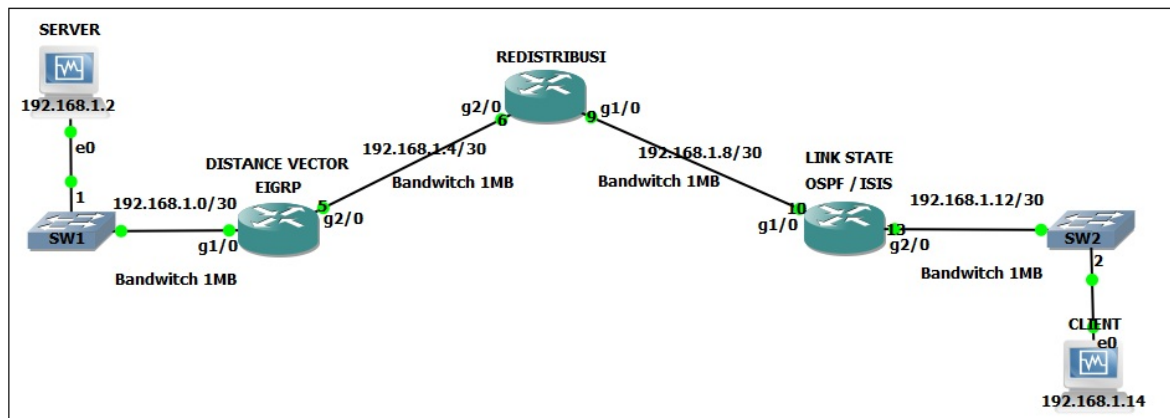 SERVER
192.168.1.2
e0
1
SW1
192.168.1.0/30
g1/0
Bandwitch 1MB
DISTANCE VECTOR
EIGRP
5
g2/0
192.168.1.4/30
Bandwitch 1MB
REDISTRIBUSI
g2/0
6
g1/0
9
192.168.1.8/30
Bandwitch 1MB
LINK STATE
OSPF / ISIS
10
g1/0
13
g2/0
192.168.1.12/30
Bandwitch 1MB
SW2
2
CLIENT
e0
192.168.1.14